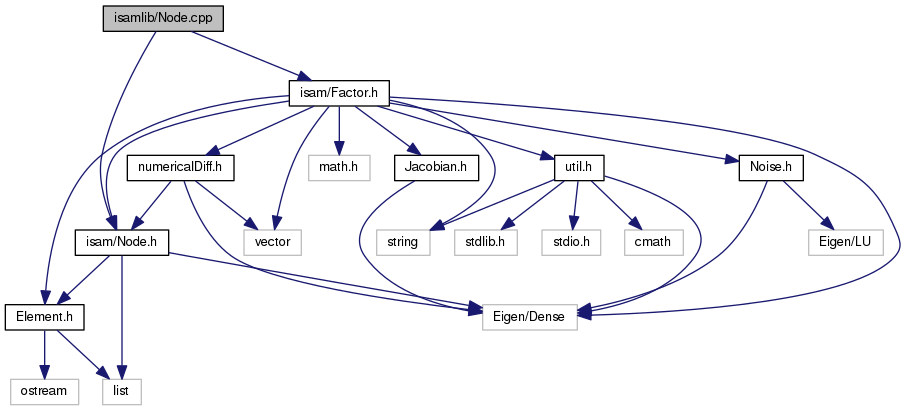 isamlib/Node.cpp
isam/Factor.h
numericalDiff.h
math.h
Jacobian.h
util.h
Noise.h
isam/Node.h
vector
string
stdlib.h
stdio.h
cmath
Eigen/LU
Element.h
Eigen/Dense
ostream
list